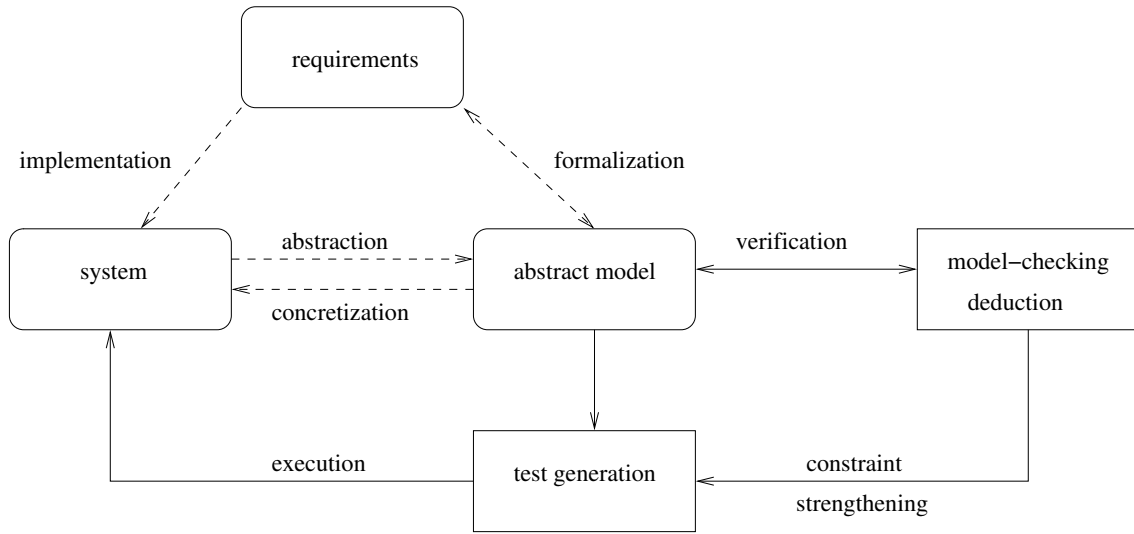 requirements
implementation
formalization
system
abstraction
concretization
abstract model
verification
model−checking
deduction
execution
test generation
constraint
strengthening